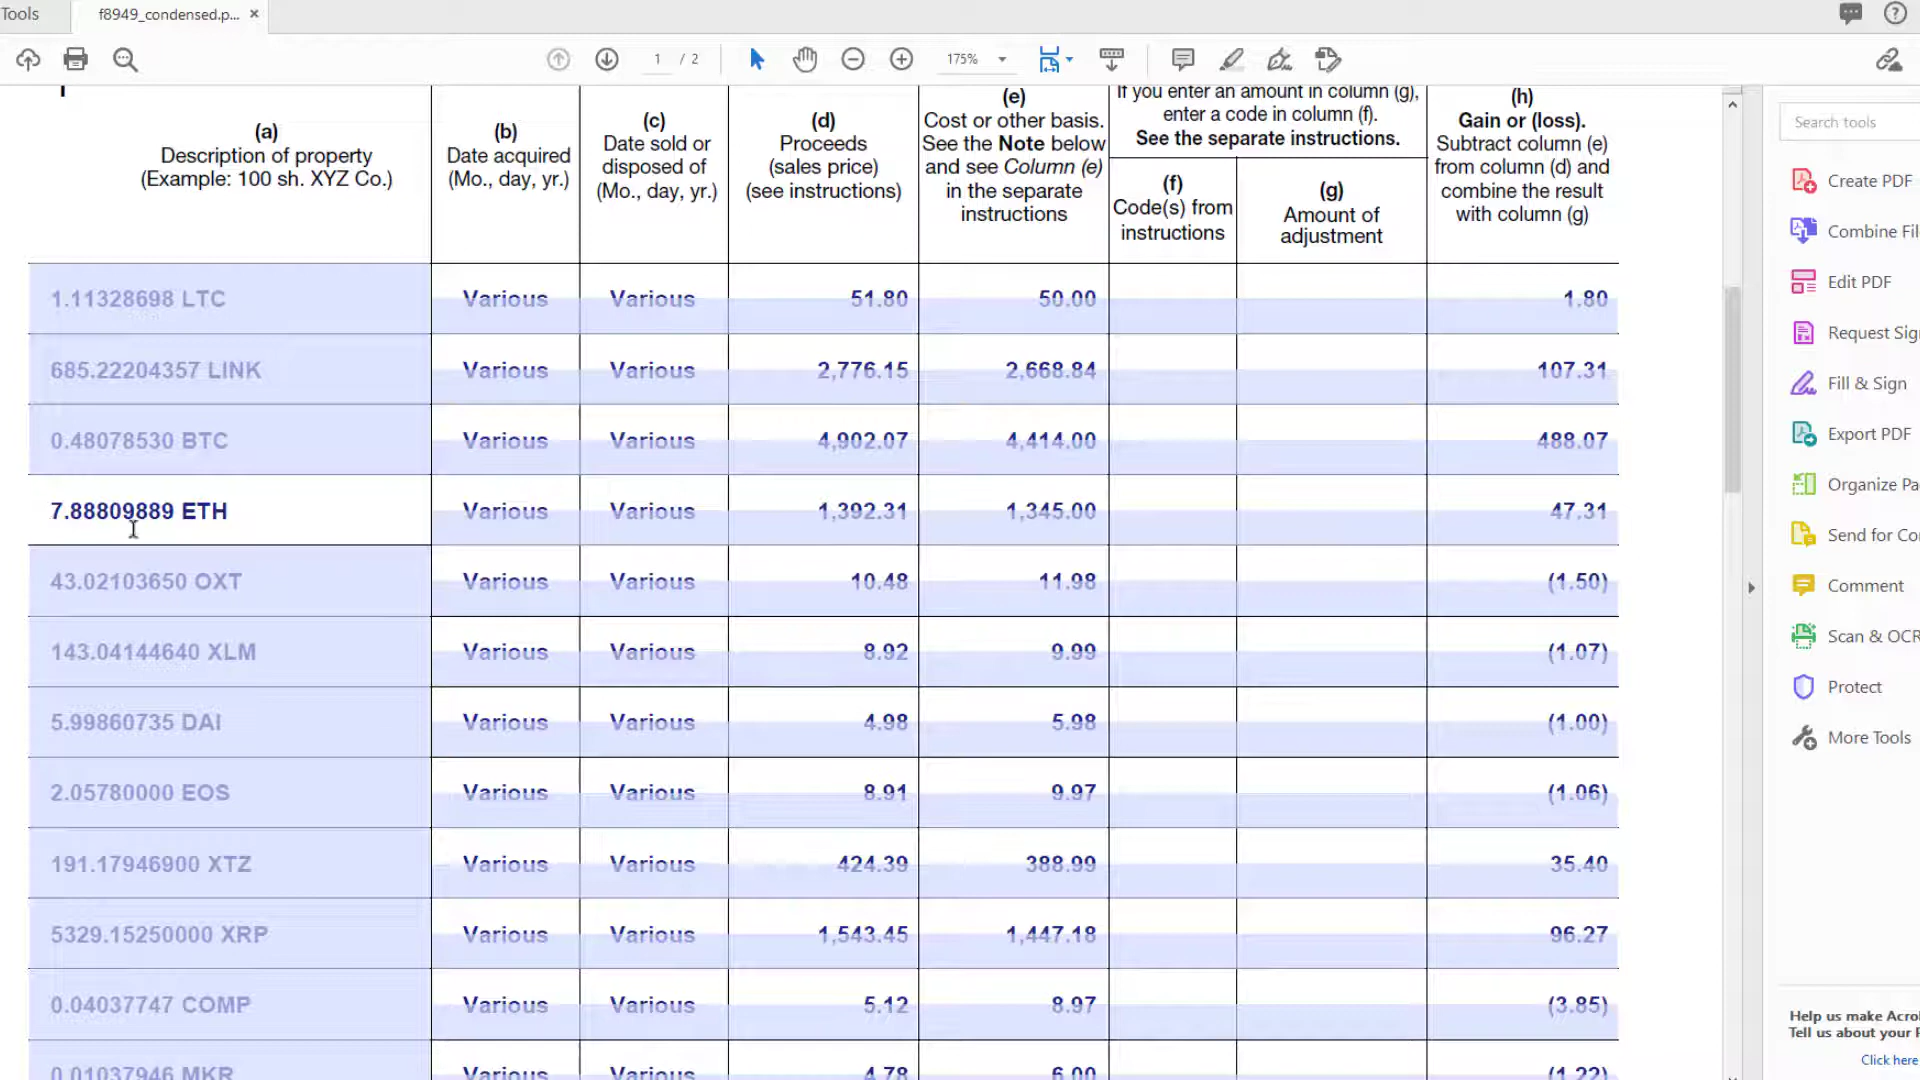 Tools
f8949_condensed.p... ×
1 / 2
175%
(a)
Description of property
(Example: 100 sh. XYZ Co.)
(b)
Date acquired
(Mo., day, yr.)
(c)
Date sold or
disposed of
(Mo., day, yr.)
(d)
Proceeds
(sales price)
(see instructions)
(e)
Cost or other basis.
See the Note below
and see Column (e)
in the separate
instructions
If you enter an amount in column (g),
enter a code in column (f).
See the separate instructions.
(f)
Code(s) from
instructions
(g)
Amount of
adjustment
(h)
Gain or (loss).
Subtract column (e)
from column (d) and
combine the result
with column (g)
1.11328698 LTC Various Various 51.80 50.00 1.80
685.22204357 LINK Various Various 2,776.15 2,668.84 107.31
0.48078530 BTC Various Various 4,902.07 4,414.00 488.07
7.88809889 ETH Various Various 1,392.31 1,345.00 47.31
43.02103650 OXT Various Various 10.48 11.98 (1.50)
143.04144640 XLM Various Various 8.92 9.99 (1.07)
5.99860735 DAI Various Various 4.98 5.98 (1.00)
2.05780000 EOS Various Various 8.91 9.97 (1.06)
191.17946900 XTZ Various Various 424.39 388.99 35.40
5329.15250000 XRP Various Various 1,543.45 1,447.18 96.27
0.04037747 COMP Various Various 5.12 8.97 (3.85)
0.01037946 MKR Various Various 4.78 6.00 (1.22)
Search tools
Create PDF
Combine Fil
Edit PDF
Request Sig
Fill & Sign
Export PDF
Organize Pa
Send for Co
Comment
Scan & OCR
Protect
More Tools
Help us make Acro
Tell us about your P
Click here